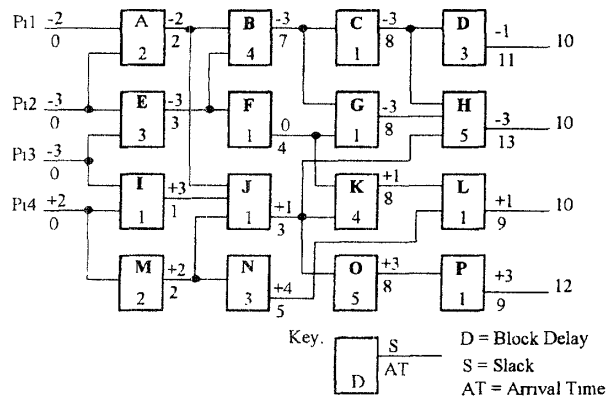 Pi1 -2 0 A 2 -2 2 B 4 -3 7 C 1 -3 8 D 3 -1 11 10
Pi2 -3 0 E 3 -3 3 F 1 0 4 G 1 -3 8 H 5 -3 13 10
Pi3 -3 0
Pi4 +2 0 I 1 +3 1 J 1 +1 3 K 4 +1 8 L 1 +1 9 10
M 2 +2 2 N 3 +4 5 O 5 +3 8 P 1 +3 9 12
Key. D S AT
D = Block Delay
S = Slack
AT = Arrival Time